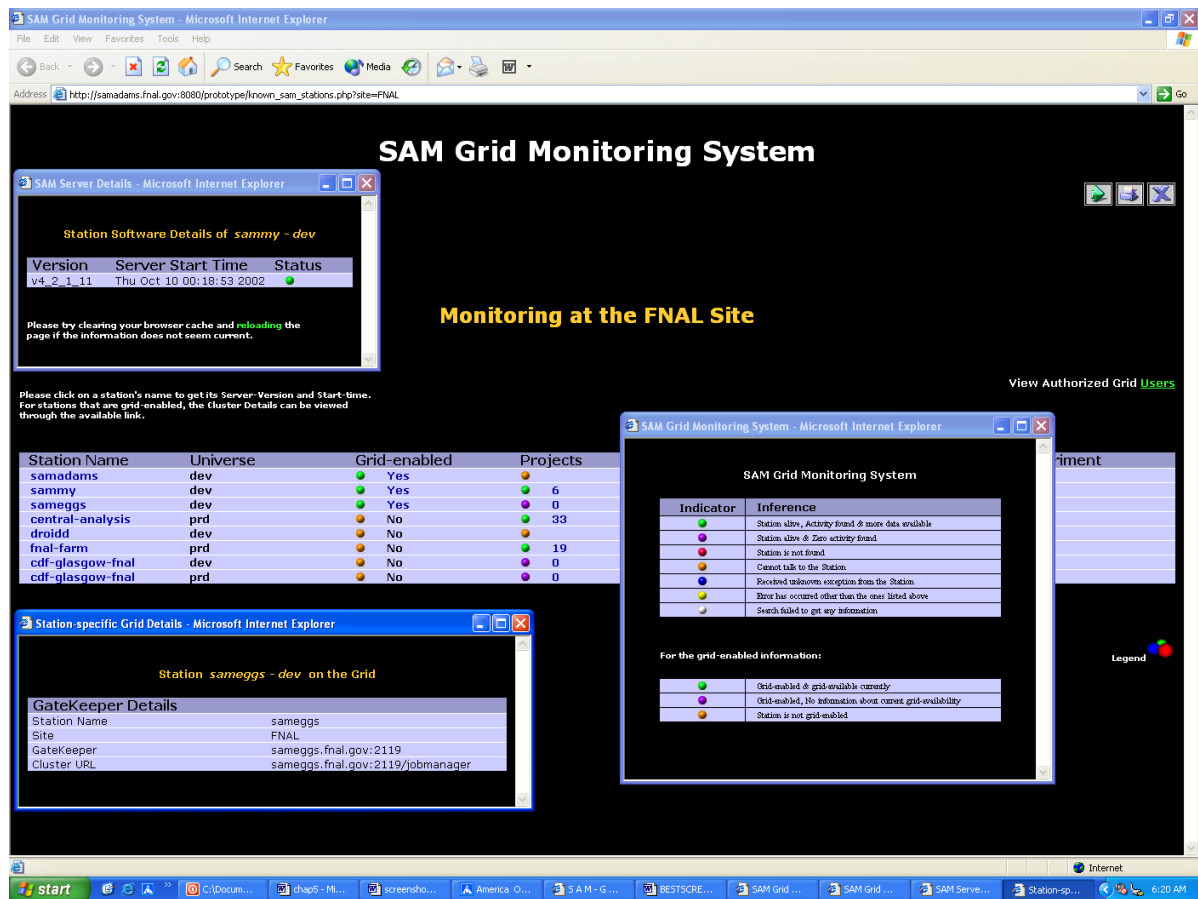 SAM Grid Monitoring System - Microsoft Internet Explorer
File Edit View Favorites Tools Help
Back Search Favorites Media
Address http://samadams.fnal.gov:8080/prototype/known_sam_stations.php?site=FNAL Go
SAM Grid Monitoring System
SAM Server Details - Microsoft Internet Explorer
Station Software Details of sammy - dev
Version Server Start Time Status
v4_2_1_11 Thu Oct 10 00:18:53 2002
Please try clearing your browser cache and reloading the
page if the information does not seem current.
Monitoring at the FNAL Site
View Authorized Grid Users
Please click on a station's name to get its Server-Version and Start-time.
For stations that are grid-enabled, the Cluster Details can be viewed
through the available link.
Station Name Universe Grid-enabled Projects riment
samadams dev Yes
sammy dev Yes 6
sameggs dev Yes 0
central-analysis prd No 33
droidd dev No
fnal-farm prd No 19
cdf-glasgow-fnal dev No 0
cdf-glasgow-fnal prd No 0
SAM Grid Monitoring System - Microsoft Internet Explorer
SAM Grid Monitoring System
Indicator Inference
Station alive, Activity found & more data available
Station alive & Zero activity found
Station is not found
Cannot talk to the Station
Received unknown exception from the Station
Error has occurred other than the ones listed above
Search failed to get any information
For the grid-enabled information:
Grid-enabled & grid-available currently
Grid-enabled, No information about current grid-availability
Station is not grid-enabled
Legend
Station-specific Grid Details - Microsoft Internet Explorer
Station sameggs - dev on the Grid
GateKeeper Details
Station Name sameggs
Site FNAL
GateKeeper sameggs.fnal.gov:2119
Cluster URL sameggs.fnal.gov:2119/jobmanager
Internet
start C:\Docum... chap5 - Mi... screensho... America O... S A M - G ... BESTSCRE... SAM Grid ... SAM Grid ... SAM Serve... Station-sp... 6:20 AM